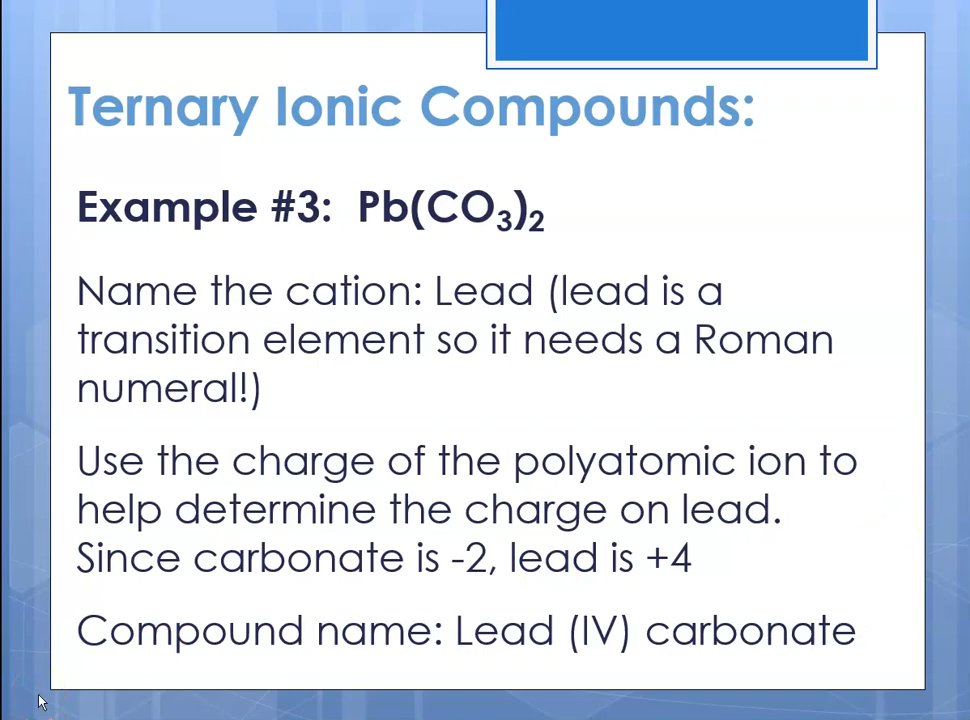 Ternary Ionic Compounds:
Example #3: Pb(CO₃)₂
Name the cation: Lead (lead is a
transition element so it needs a Roman
numeral!)
Use the charge of the polyatomic ion to
help determine the charge on lead.
Since carbonate is -2, lead is +4
Compound name: Lead (IV) carbonate